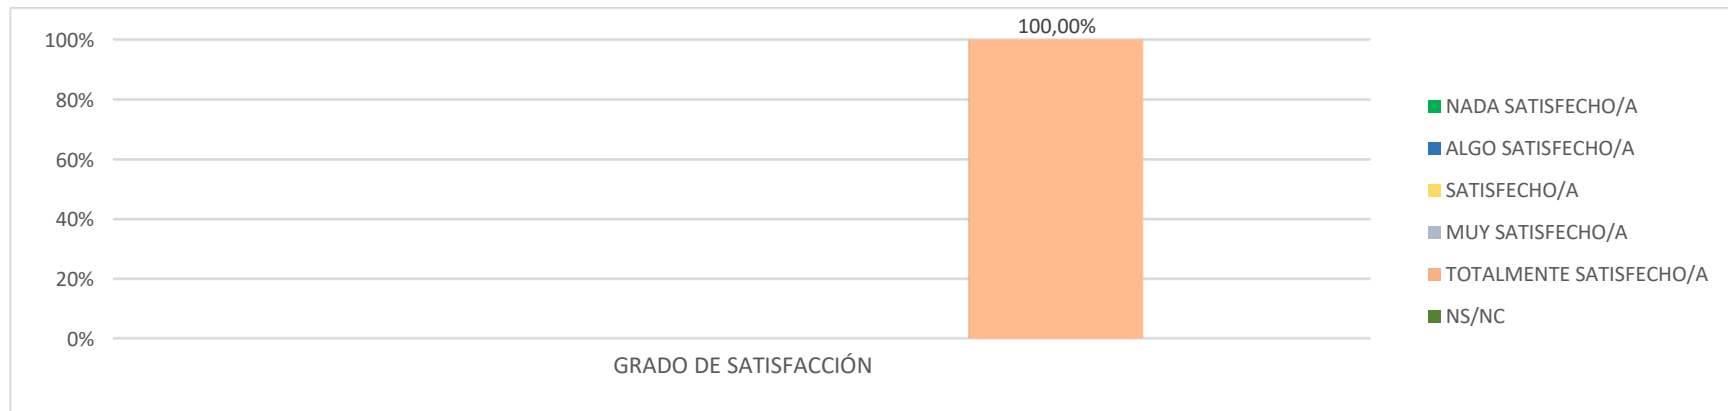 100,00%
100%
80%
60%
40%
20%
0%
GRADO DE SATISFACCIÓN
NADA SATISFECHO/A
ALGO SATISFECHO/A
SATISFECHO/A
MUY SATISFECHO/A
TOTALMENTE SATISFECHO/A
NS/NC